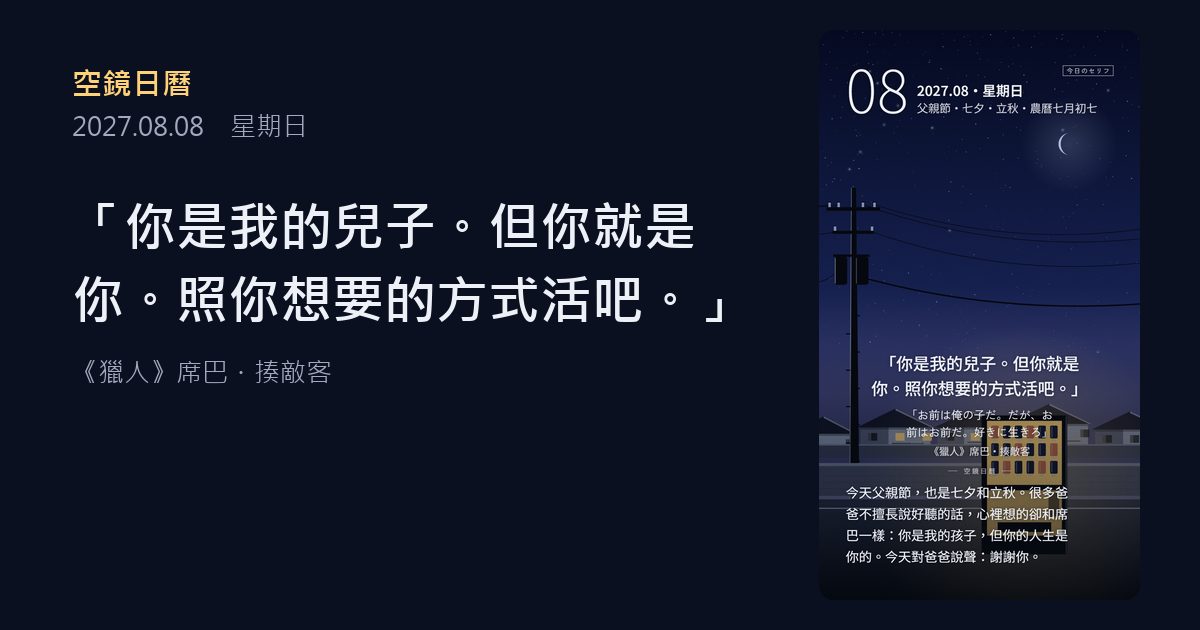 空鏡日曆
2027.08.08 星期日
「你是我的兒子。但你就是
你。照你想要的方式活吧。」
《獵人》席巴・揍敵客
今日のセリフ
08
2027.08・星期日
父親節・七夕・立秋・農曆七月初七
「你是我的兒子。但你就是
你。照你想要的方式活吧。」
「お前は俺の子だ。だが、お
前はお前だ。好きに生きろ」
《獵人》席巴・揍敵客
— 空鏡日曆 —
今天父親節，也是七夕和立秋。很多爸
爸不擅長說好聽的話，心裡想的卻和席
巴一樣：你是我的孩子，但你的人生是
你的。今天對爸爸說聲：謝謝你。